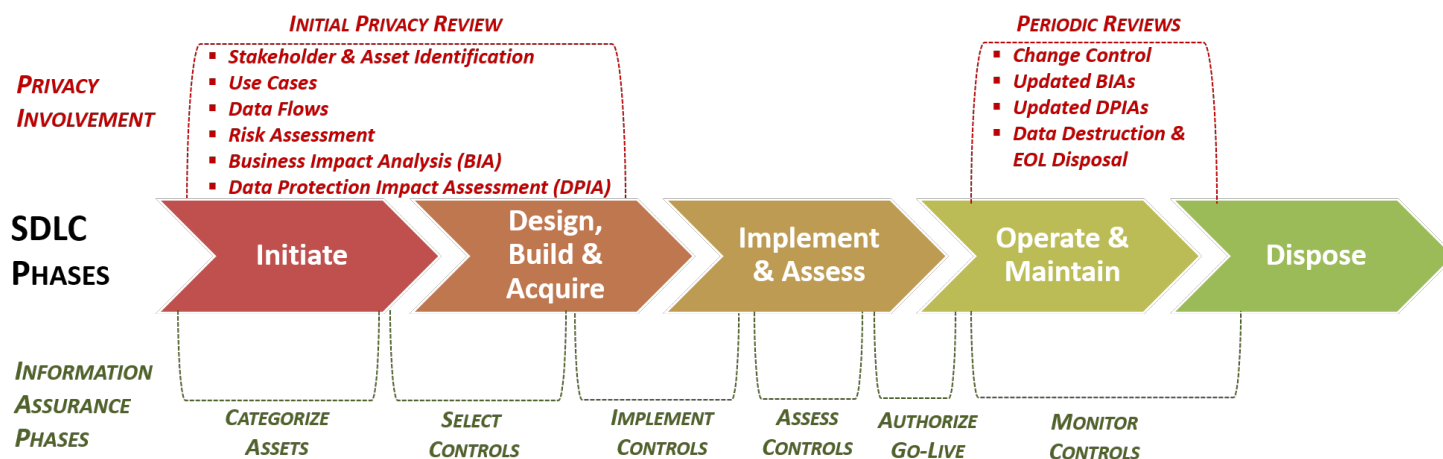 INITIAL PRIVACY REVIEW
▪ Stakeholder & Asset Identification
▪ Use Cases
▪ Data Flows
▪ Risk Assessment
▪ Business Impact Analysis (BIA)
▪ Data Protection Impact Assessment (DPIA)
PERIODIC REVIEWS
▪ Change Control
▪ Updated BIAs
▪ Updated DPIAs
▪ Data Destruction &
EOL Disposal
PRIVACY
INVOLVEMENT
SDLC
PHASES
Initiate
Design,
Build &
Acquire
Implement
& Assess
Operate &
Maintain
Dispose
INFORMATION
ASSURANCE
PHASES
CATEGORIZE
ASSETS
SELECT
CONTROLS
IMPLEMENT
CONTROLS
ASSESS
CONTROLS
AUTHORIZE
GO-LIVE
MONITOR
CONTROLS